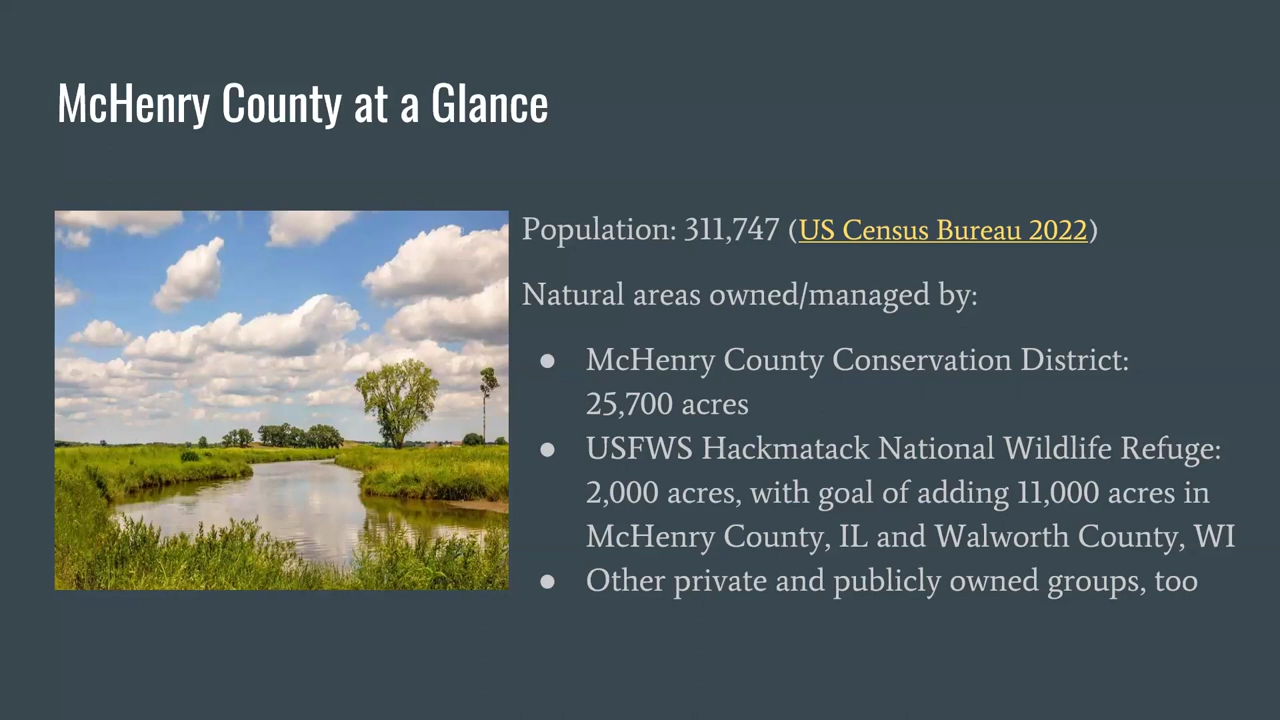 McHenry County at a Glance
Population: 311,747 (US Census Bureau 2022)
Natural areas owned/managed by:
● McHenry County Conservation District:
25,700 acres
● USFWS Hackmatack National Wildlife Refuge:
2,000 acres, with goal of adding 11,000 acres in
McHenry County, IL and Walworth County, WI
● Other private and publicly owned groups, too